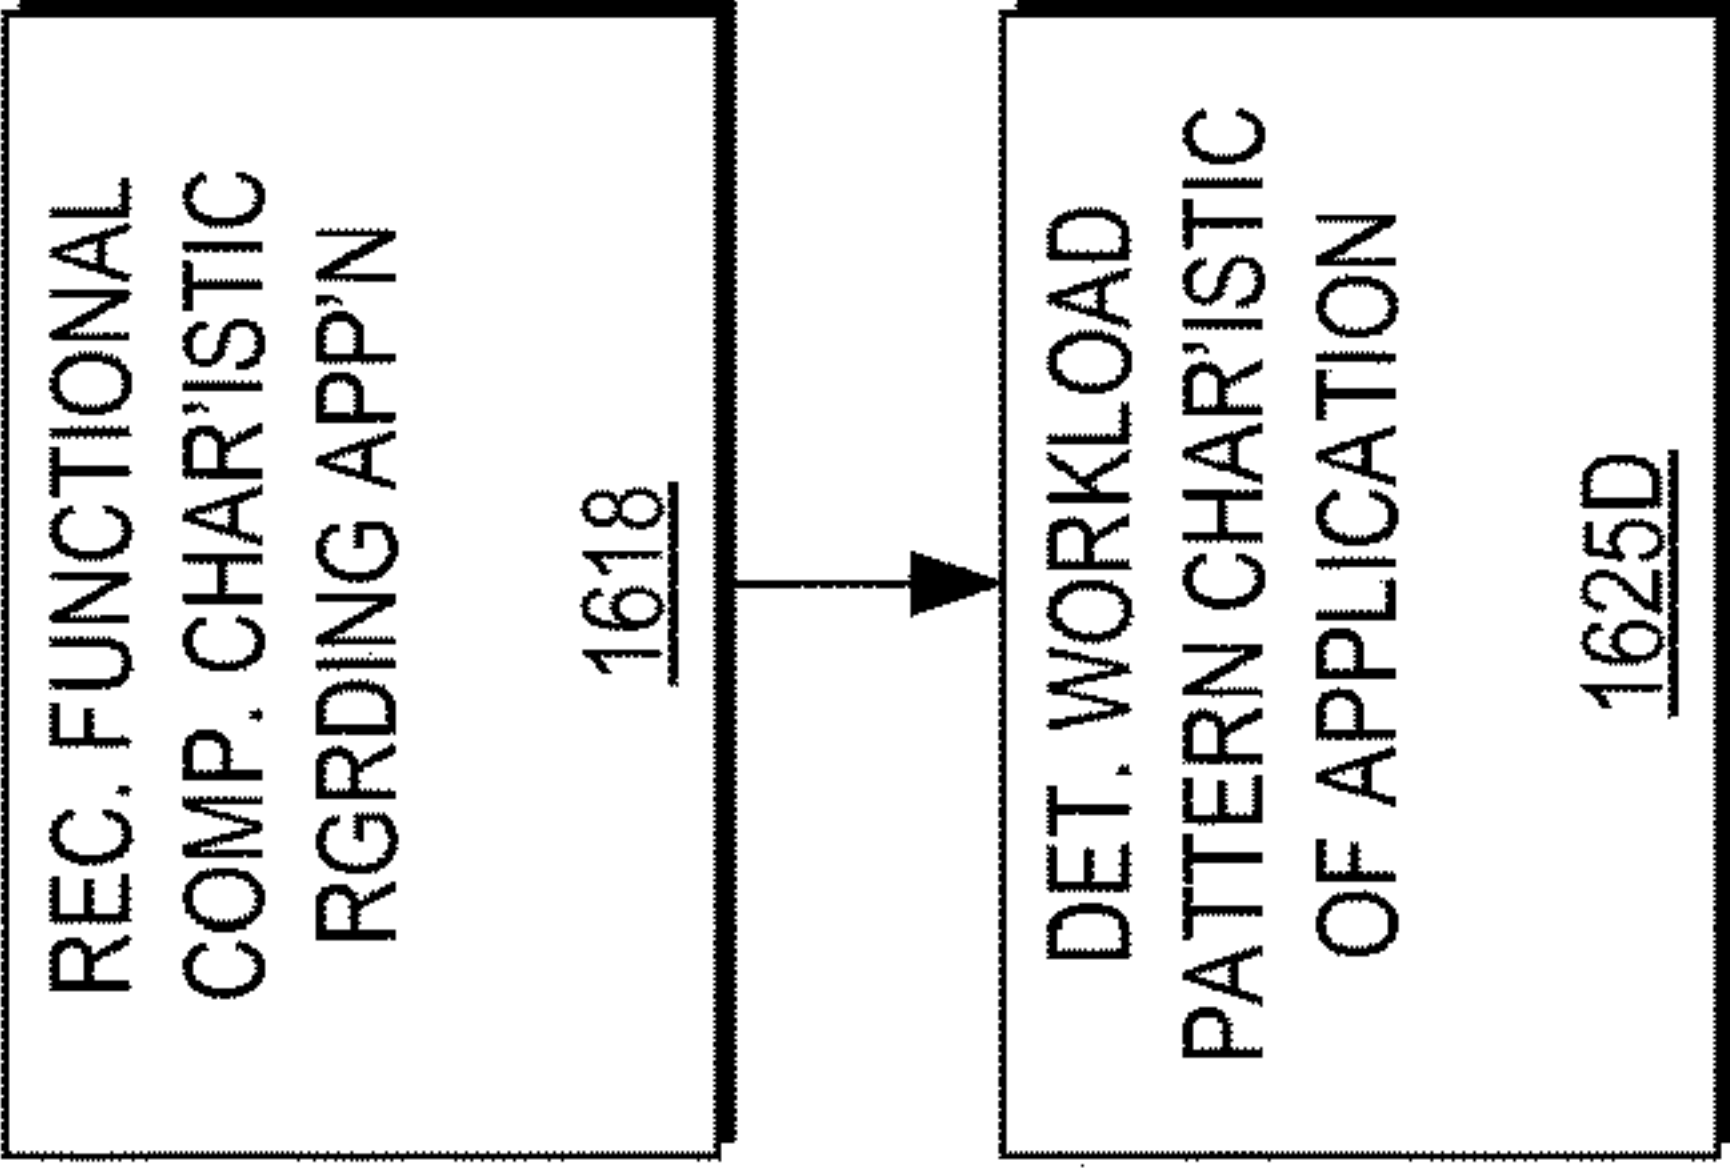 REC. FUNCTIONAL
COMP. CHAR'ISTIC
RGRDING APP'N
1618
DET. WORKLOAD
PATTERN CHAR'ISTIC
OF APPLICATION
1625D